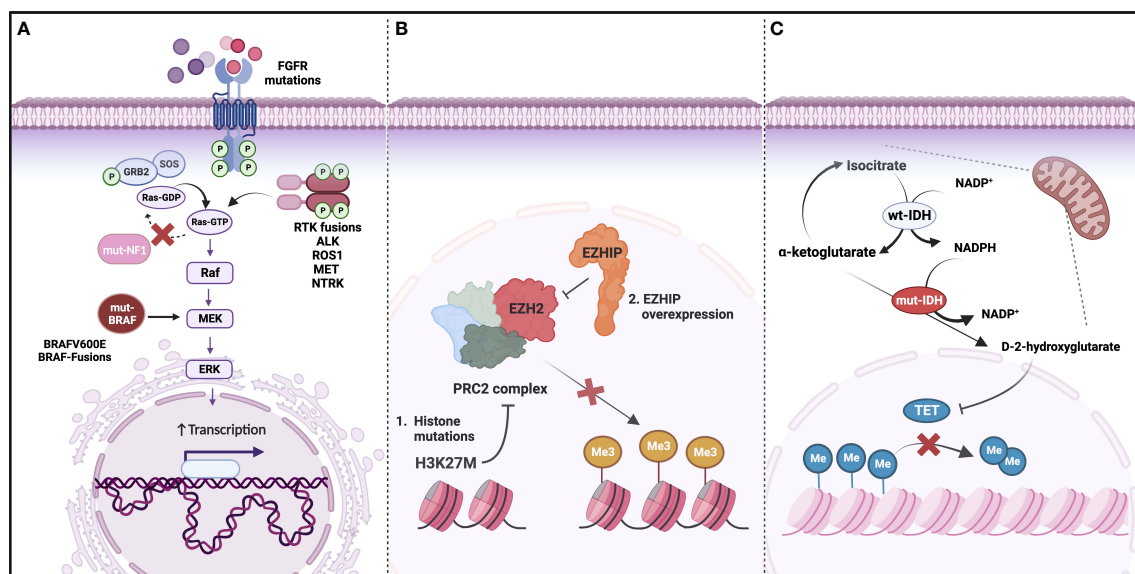 A
FGFR
mutations
P
P
P
P
P
GRB2
SOS
Ras-GDP
Ras-GTP
mut-NF1
P
P
P
P
RTK fusions
ALK
ROS1
MET
NTRK
Raf
mut-
BRAF
MEK
BRAFV600E
BRAF-Fusions
ERK
↑ Transcription
B
EZHIP
EZH2
2. EZHIP
overexpression
PRC2 complex
1. Histone
mutations
H3K27M
Me3
Me3
Me3
C
Isocitrate
NADP⁺
wt-IDH
NADPH
α-ketoglutarate
mut-IDH
NADP⁺
D-2-hydroxyglutarate
TET
Me
Me
Me
Me
Me